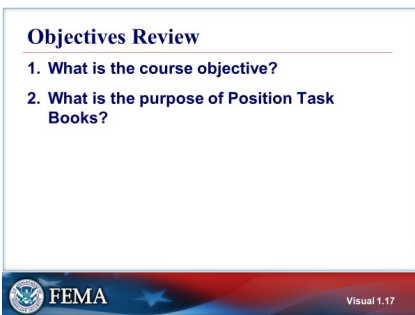 Objectives Review
1. What is the course objective?
2. What is the purpose of Position Task
Books?
FEMA
Visual 1.17